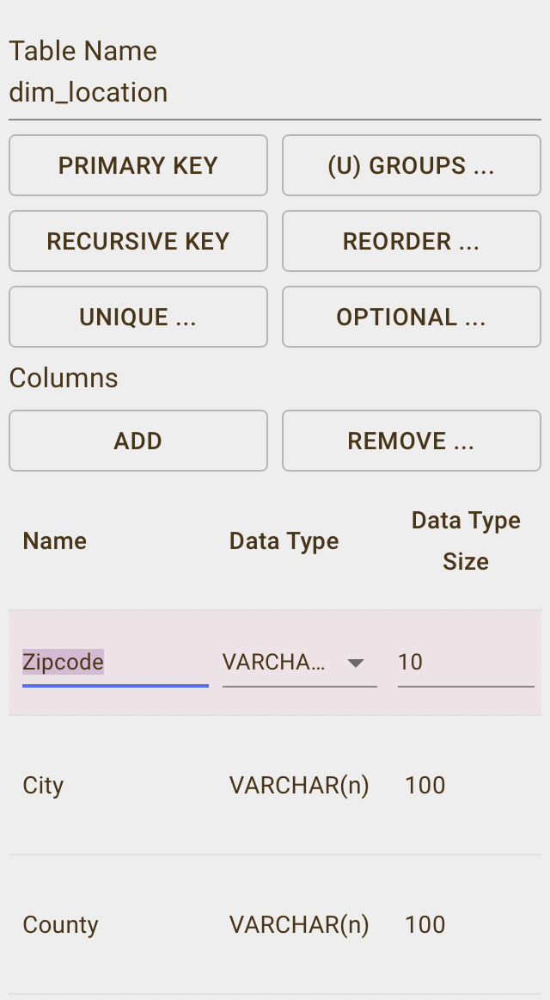 Table Name
dim_location
PRIMARY KEY
(U) GROUPS ...
RECURSIVE KEY
REORDER ...
UNIQUE ...
OPTIONAL ...
Columns
ADD
REMOVE ...
Name
Data Type
Data Type
Size
Zipcode
VARCHA...
10
City
VARCHAR(n)
100
County
VARCHAR(n)
100